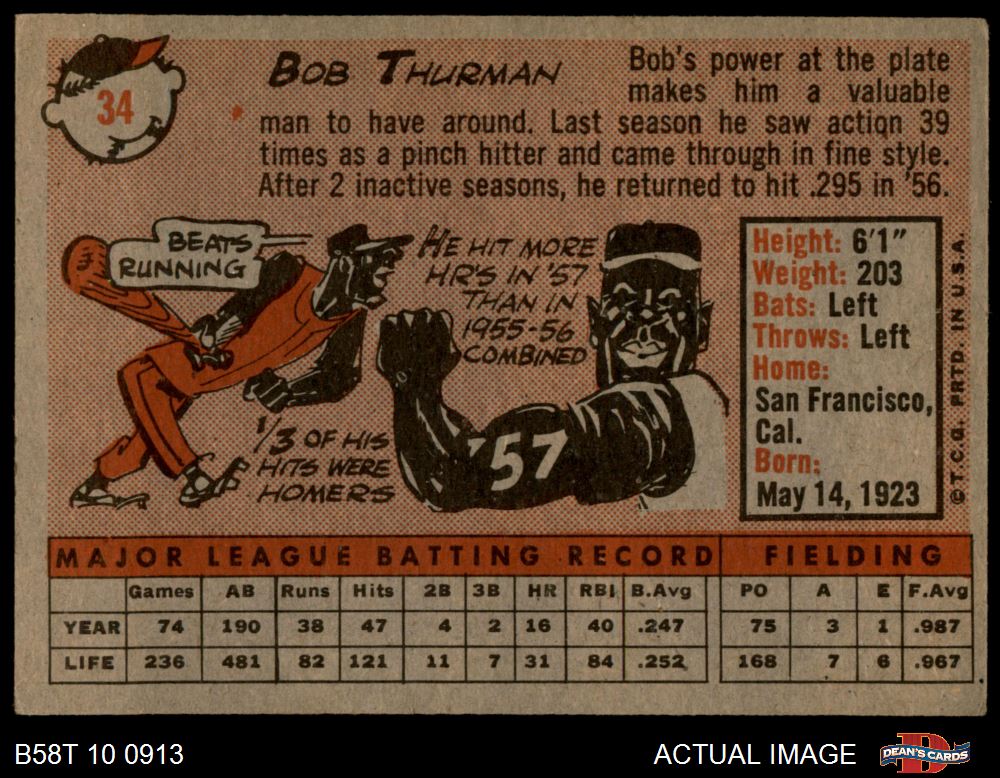 34
BOB THURMAN
Bob's power at the plate
makes him a valuable
man to have around. Last season he saw action 39
times as a pinch hitter and came through in fine style.
After 2 inactive seasons, he returned to hit .295 in '56.
BEATS
RUNNING
HE HIT MORE
HR'S IN '57
THAN IN
1955-56
COMBINED
1/3 OF HIS
HITS WERE
HOMERS
'57
Height: 6'1"
Weight: 203
Bats: Left
Throws: Left
Home:
San Francisco,
Cal.
Born:
May 14, 1923
©T.C.G. PRTD. IN U.S.A.
MAJOR LEAGUE BATTING RECORD FIELDING
Games AB Runs Hits 2B 3B HR RBI B.Avg PO A E F.Avg
YEAR 74 190 38 47 4 2 16 40 .247 75 3 1 .987
LIFE 236 481 82 121 11 7 31 84 .252 168 7 6 .967
B58T 10 0913 ACTUAL IMAGE DEAN'S CARDS